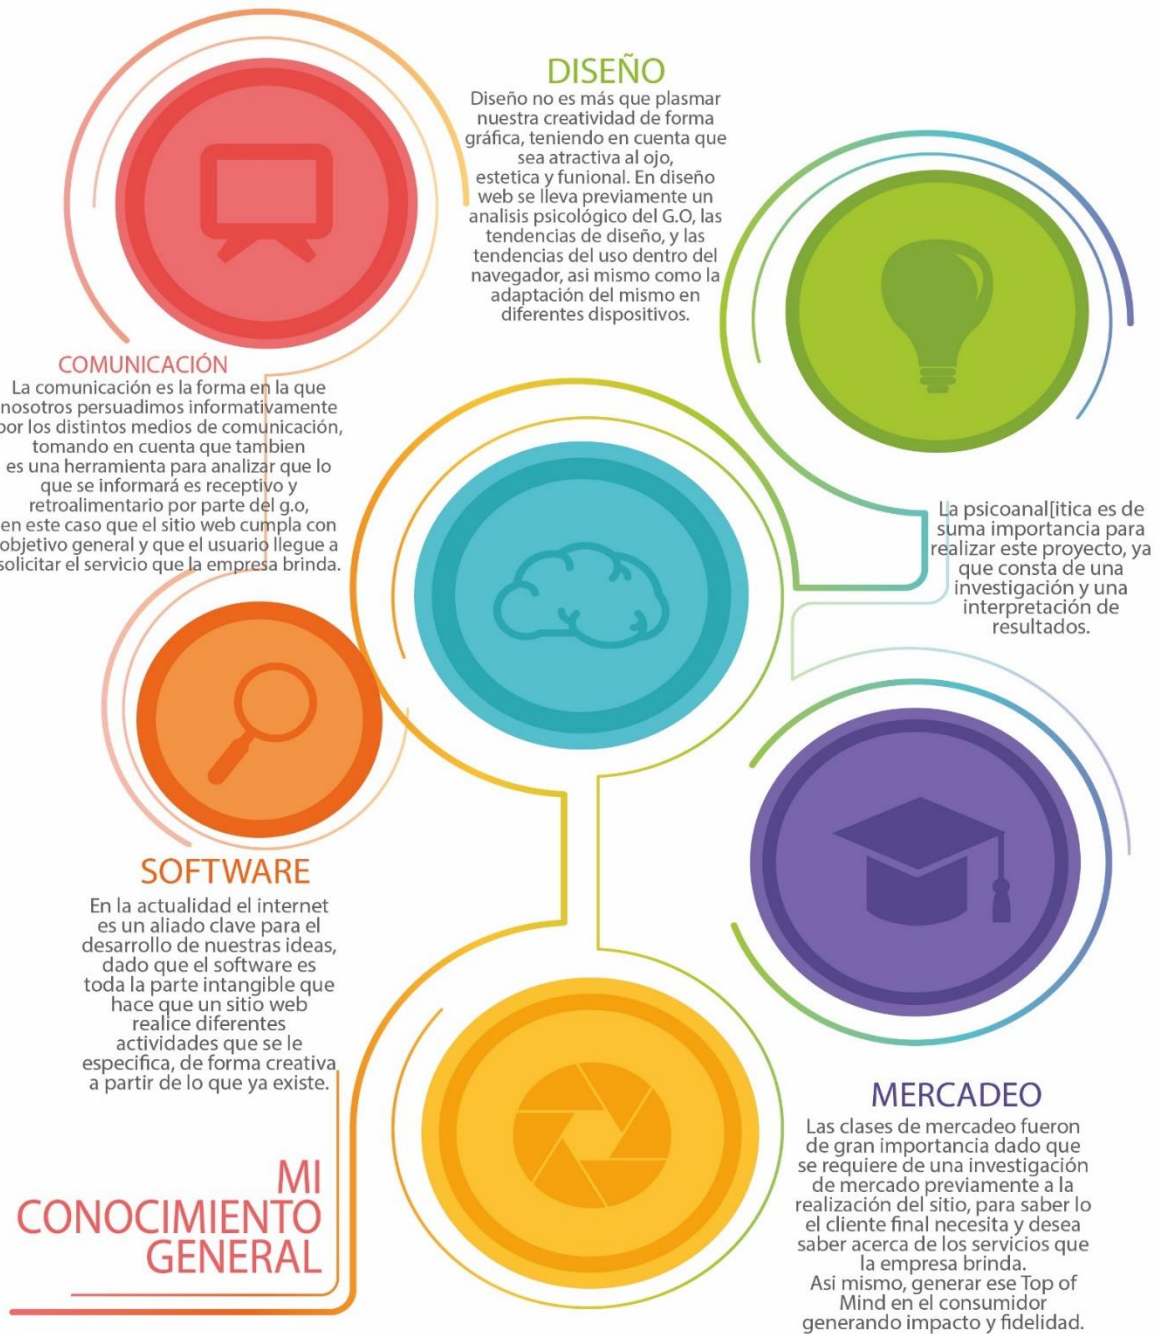 DISEÑO
Diseño no es más que plasmar
nuestra creatividad de forma
gráfica, teniendo en cuenta que
sea atractiva al ojo,
estetica y funional. En diseño
web se lleva previamente un
analisis psicológico del G.O, las
tendencias de diseño, y las
tendencias del uso dentro del
navegador, asi mismo como la
adaptación del mismo en
diferentes dispositivos.
COMUNICACIÓN
La comunicación es la forma en la que
nosotros persuadimos informativamente
por los distintos medios de comunicación,
tomando en cuenta que tambien
es una herramienta para analizar que lo
que se informará es receptivo y
retroalimentario por parte del g.o,
en este caso que el sitio web cumpla con
objetivo general y que el usuario llegue a
solicitar el servicio que la empresa brinda.
La psicoanal[itica es de
suma importancia para
realizar este proyecto, ya
que consta de una
investigación y una
interpretación de
resultados.
SOFTWARE
En la actualidad el internet
es un aliado clave para el
desarrollo de nuestras ideas,
dado que el software es
toda la parte intangible que
hace que un sitio web
realice diferentes
actividades que se le
especifica, de forma creativa
a partir de lo que ya existe.
MERCADEO
Las clases de mercadeo fueron
de gran importancia dado que
se requiere de una investigación
de mercado previamente a la
realización del sitio, para saber lo
el cliente final necesita y desea
saber acerca de los servicios que
la empresa brinda.
Asi mismo, generar ese Top of
Mind en el consumidor
generando impacto y fidelidad.
MI
CONOCIMIENTO
GENERAL